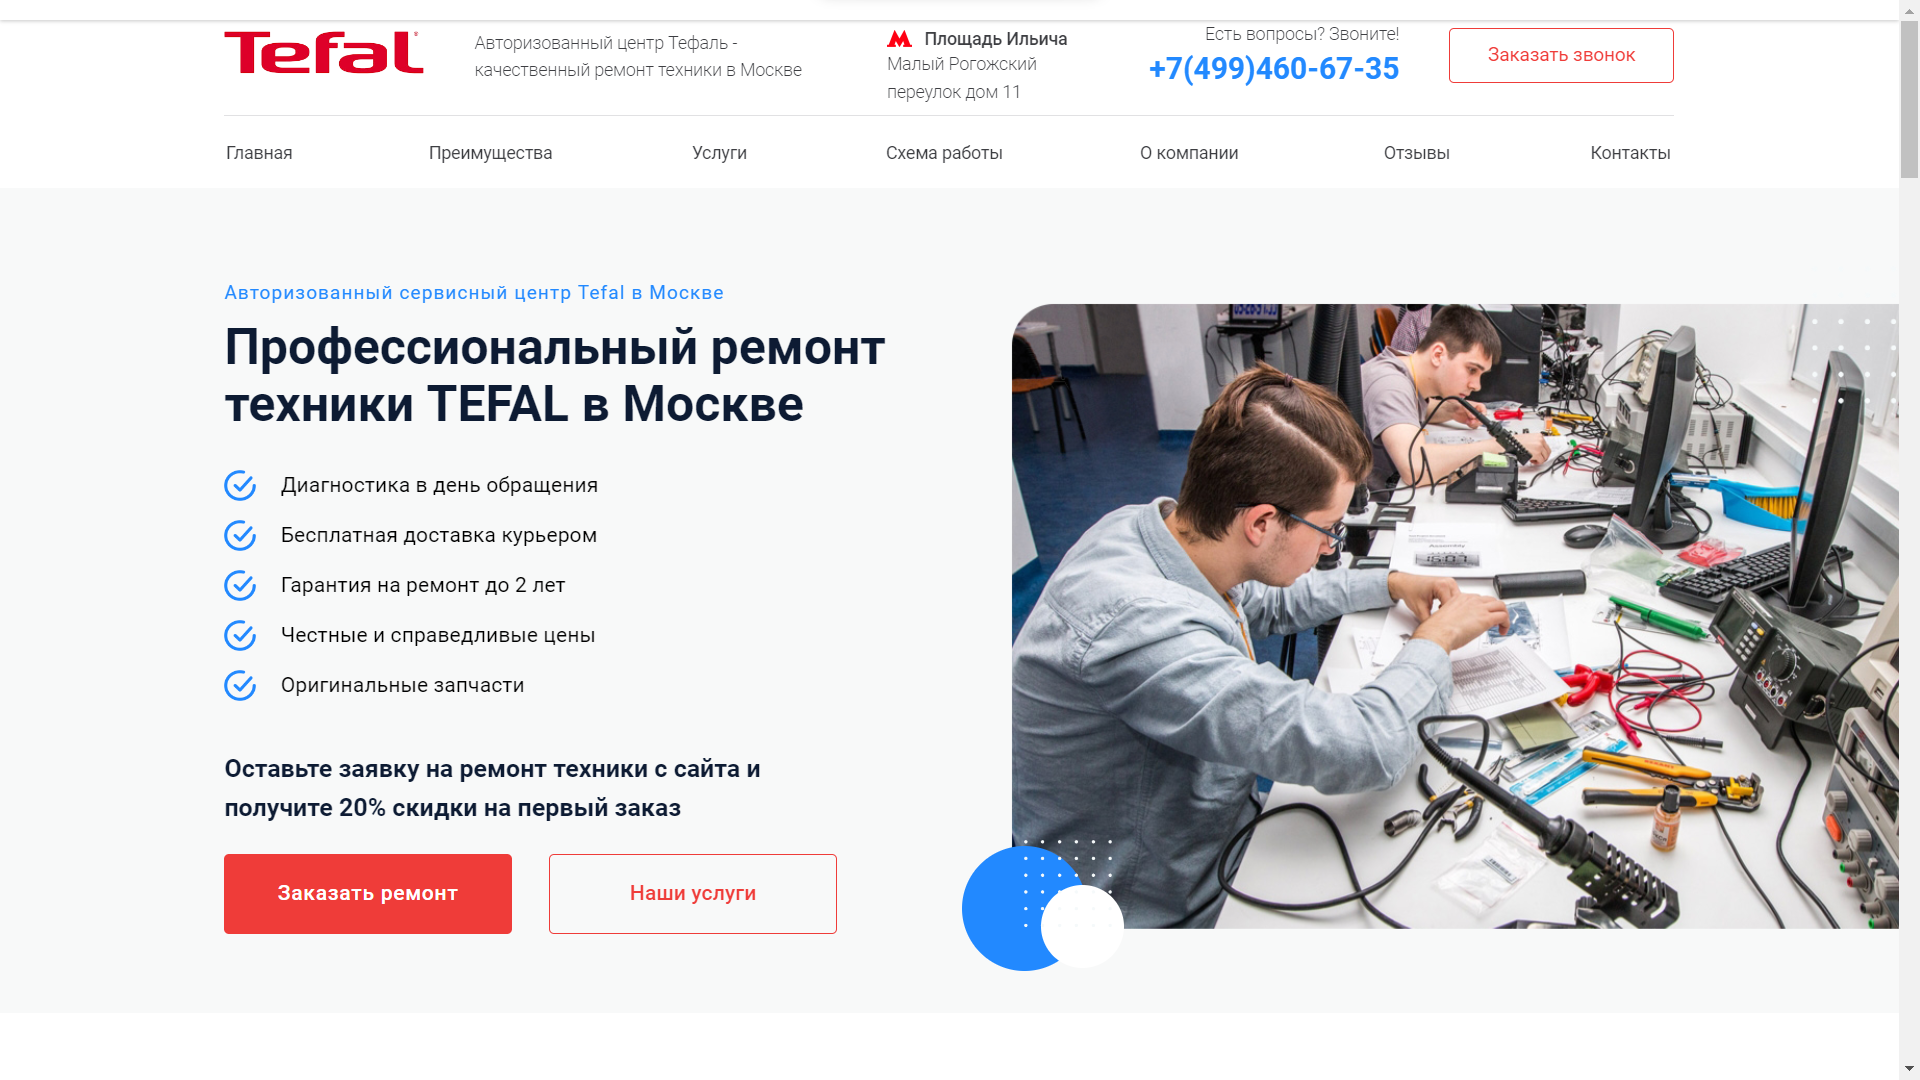 Tefal
Авторизованный центр Тефаль -
качественный ремонт техники в Москве
Площадь Ильича
Малый Рогожский
переулок дом 11
Есть вопросы? Звоните!
+7(499)460-67-35
Заказать звонок
Главная
Преимущества
Услуги
Схема работы
О компании
Отзывы
Контакты
Авторизованный сервисный центр Tefal в Москве
Профессиональный ремонт
техники TEFAL в Москве
Диагностика в день обращения
Бесплатная доставка курьером
Гарантия на ремонт до 2 лет
Честные и справедливые цены
Оригинальные запчасти
Оставьте заявку на ремонт техники с сайта и
получите 20% скидки на первый заказ
Заказать ремонт
Наши услуги